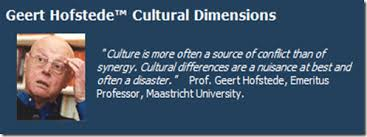 Geert Hofstede™ Cultural Dimensions
"Culture is more often a source of conflict than of
synergy. Cultural differences are a nuisance at best and
often a disaster." Prof. Geert Hofstede, Emeritus
Professor, Maastricht University.